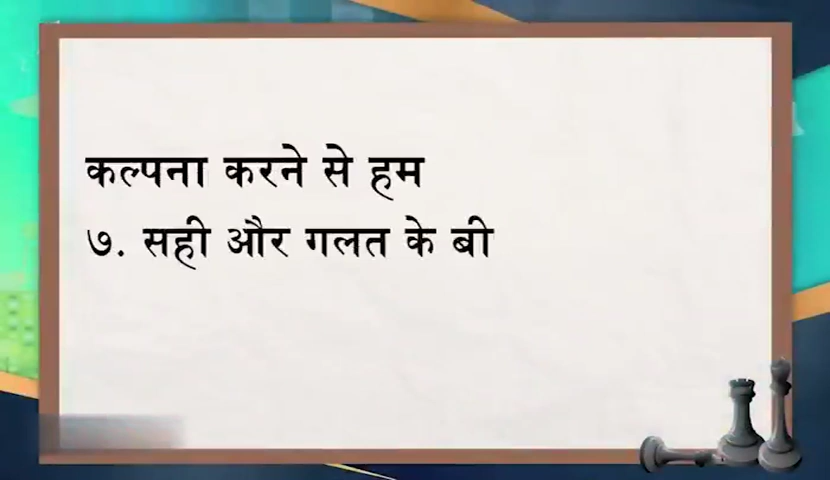 कल्पना करने से हम
७. सही और गलत के बी